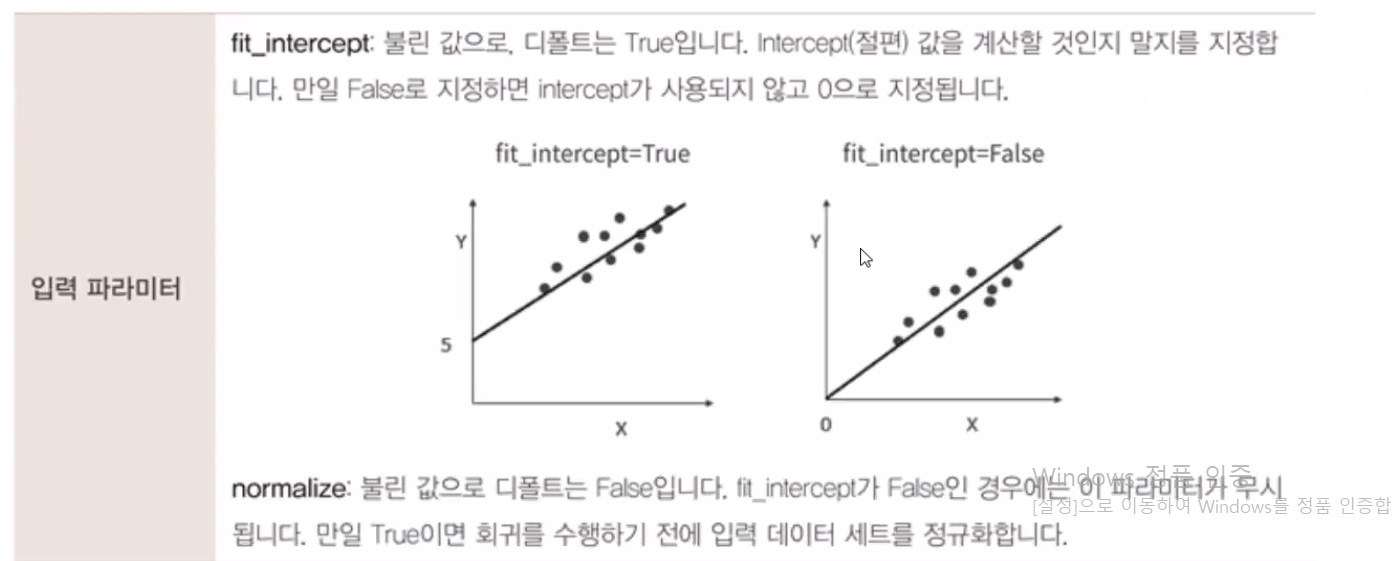 fit_intercept: 불린 값으로, 디폴트는 True입니다. Intercept(절편) 값을 계산할 것인지 말지를 지정합
니다. 만일 False로 지정하면 intercept가 사용되지 않고 0으로 지정됩니다.
fit_intercept=True
fit_intercept=False
Y
5
X
Y
0
X
입력 파라미터
normalize: 불린 값으로 디폴트는 False입니다. fit_intercept가 False인 경우에는 이 파라미터가 무시
됩니다. 만일 True이면 회귀를 수행하기 전에 입력 데이터 세트를 정규화합니다.
Windows 정품 인증
[설정]으로 이동하여 Windows를 정품 인증합